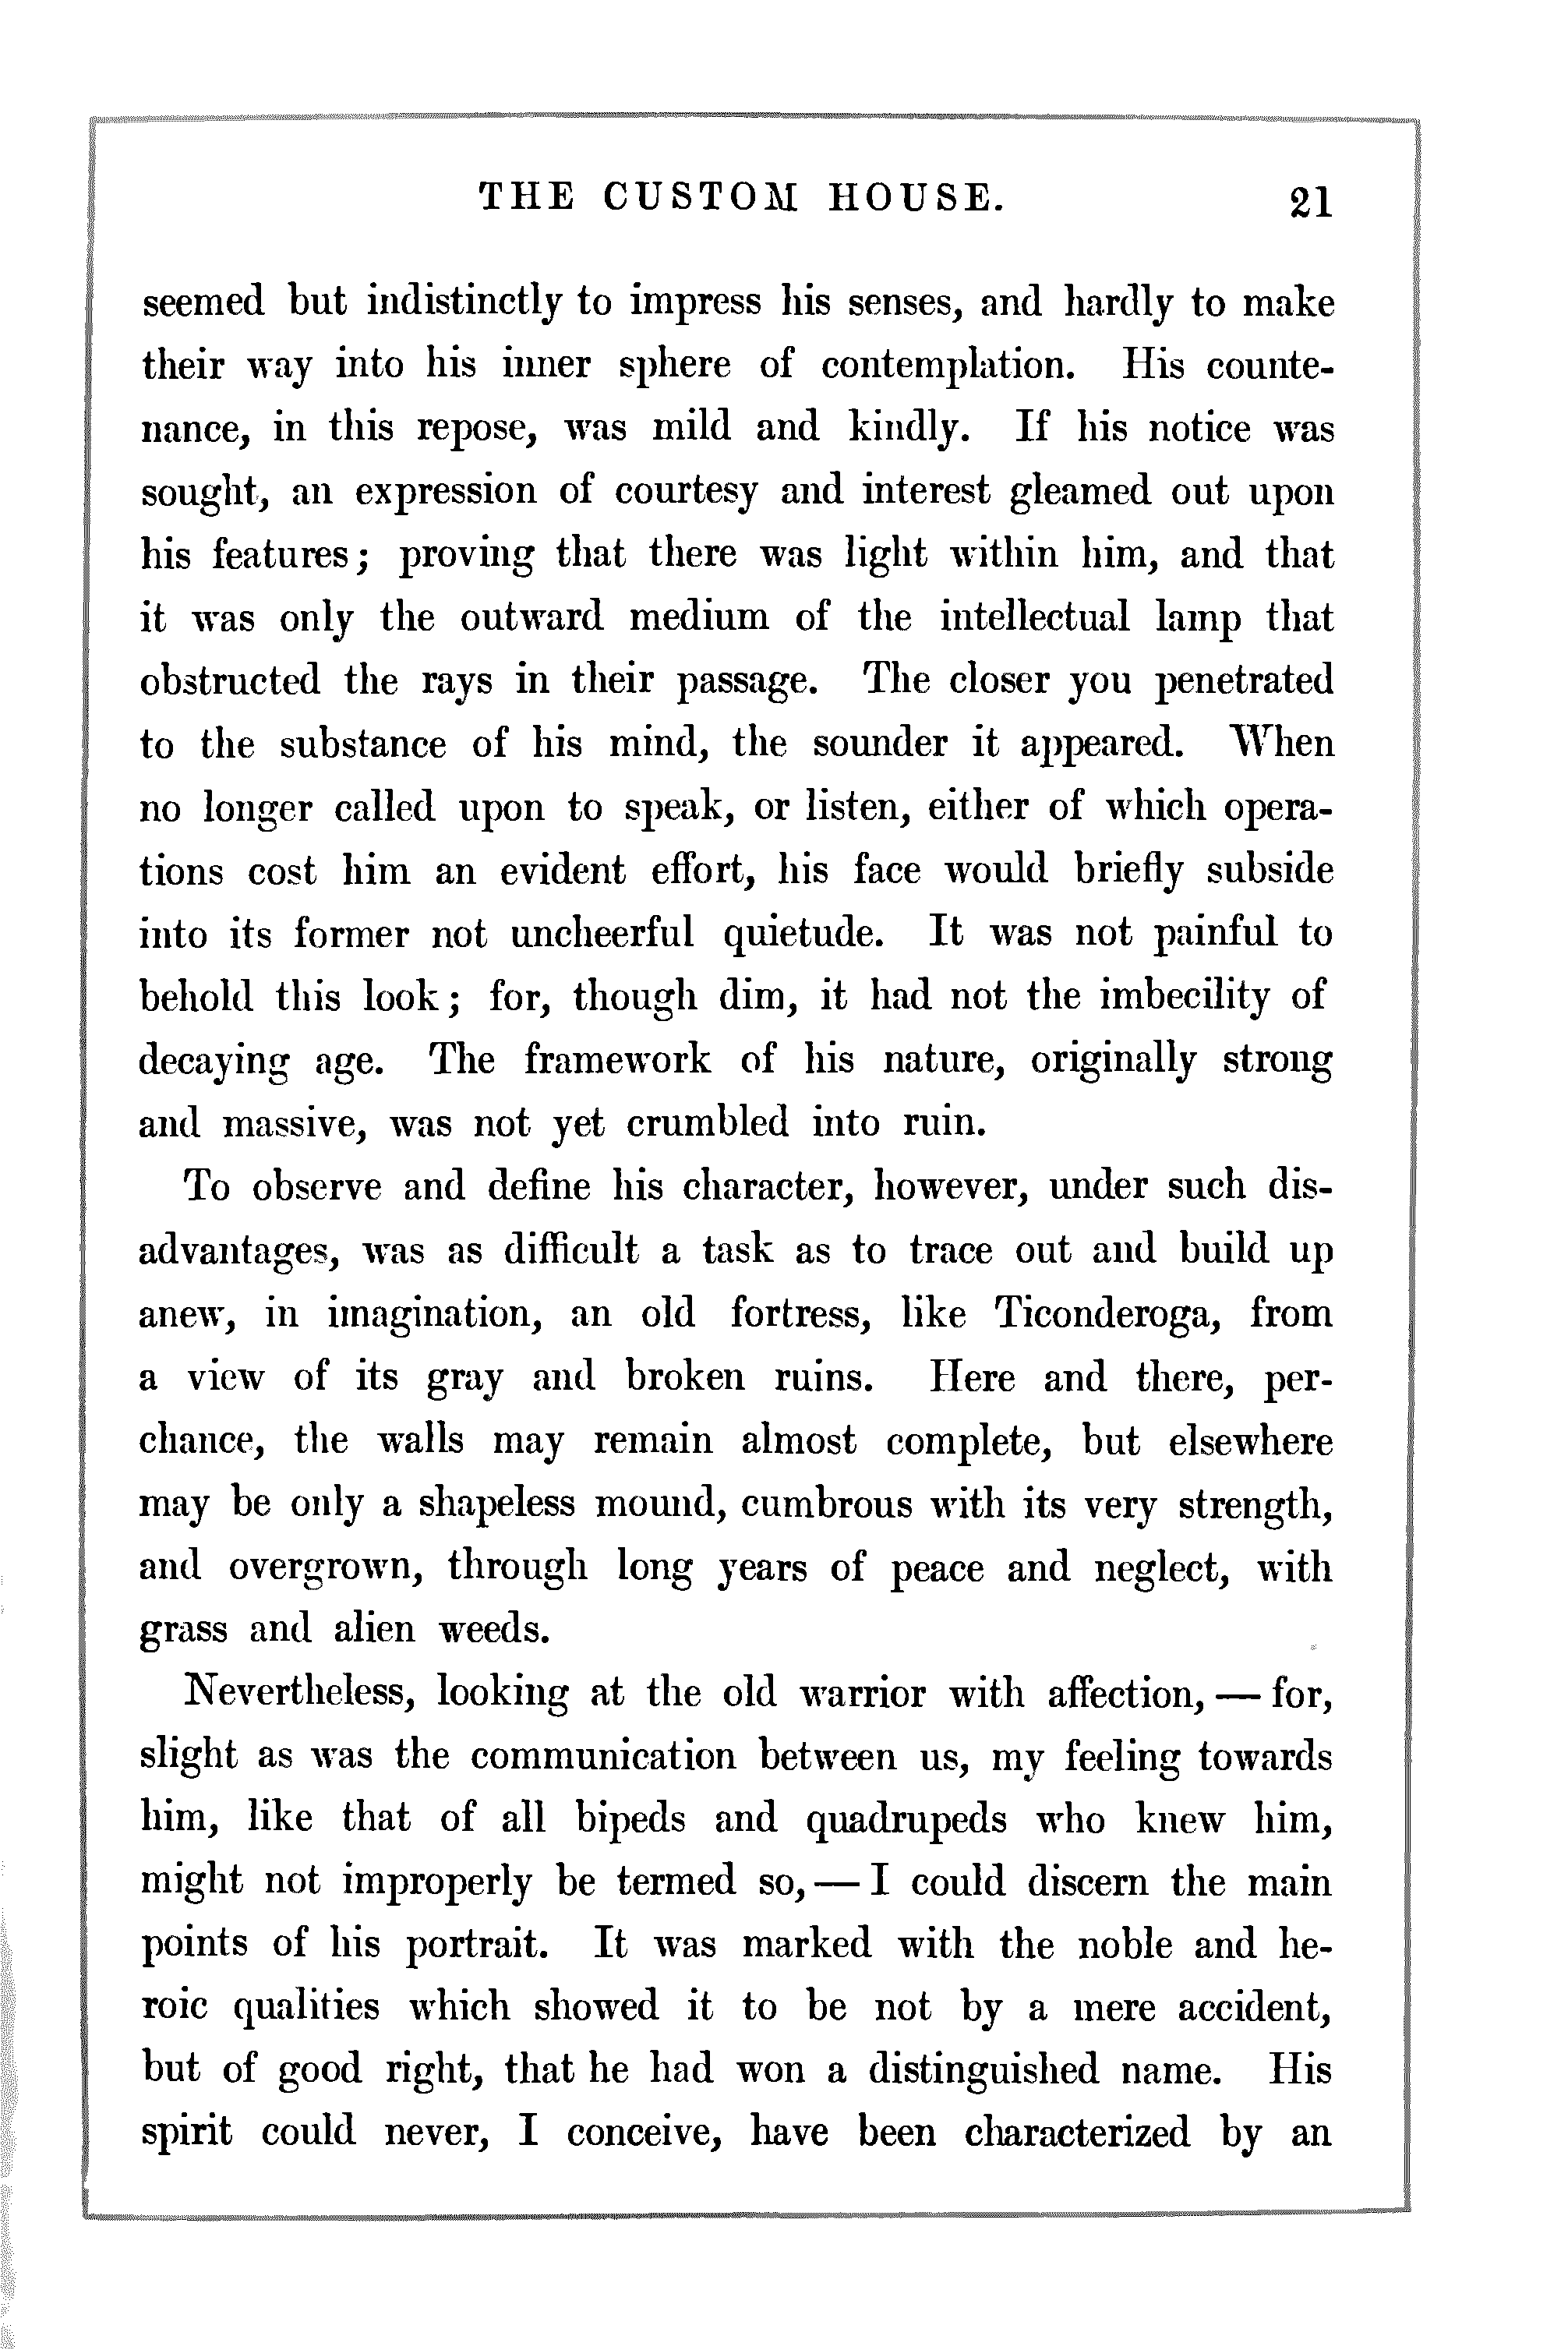 THE CUSTOM HOUSE. 21
seemed but indistinctly to impress his senses, and hardly to make
their way into his inner sphere of contemplation. His counte-
nance, in this repose, was mild and kindly. If his notice was
sought, an expression of courtesy and interest gleamed out upon
his features; proving that there was light within him, and that
it was only the outward medium of the intellectual lamp that
obstructed the rays in their passage. The closer you penetrated
to the substance of his mind, the sounder it appeared. When
no longer called upon to speak, or listen, either of which opera-
tions cost him an evident effort, his face would briefly subside
into its former not uncheerful quietude. It was not painful to
behold this look; for, though dim, it had not the imbecility of
decaying age. The framework of his nature, originally strong
and massive, was not yet crumbled into ruin.
To observe and define his character, however, under such dis-
advantages, was as difficult a task as to trace out and build up
anew, in imagination, an old fortress, like Ticonderoga, from
a view of its gray and broken ruins. Here and there, per-
chance, the walls may remain almost complete, but elsewhere
may be only a shapeless mound, cumbrous with its very strength,
and overgrown, through long years of peace and neglect, with
grass and alien weeds.
Nevertheless, looking at the old warrior with affection, — for,
slight as was the communication between us, my feeling towards
him, like that of all bipeds and quadrupeds who knew him,
might not improperly be termed so, — I could discern the main
points of his portrait. It was marked with the noble and he-
roic qualities which showed it to be not by a mere accident,
but of good right, that he had won a distinguished name. His
spirit could never, I conceive, have been characterized by an